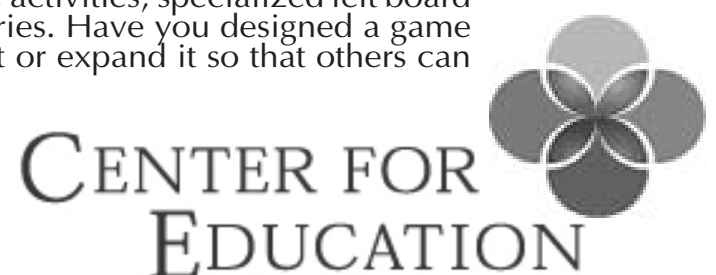 activities, specialized felt board
ries. Have you designed a game
t or expand it so that others can
CENTER FOR
EDUCATION